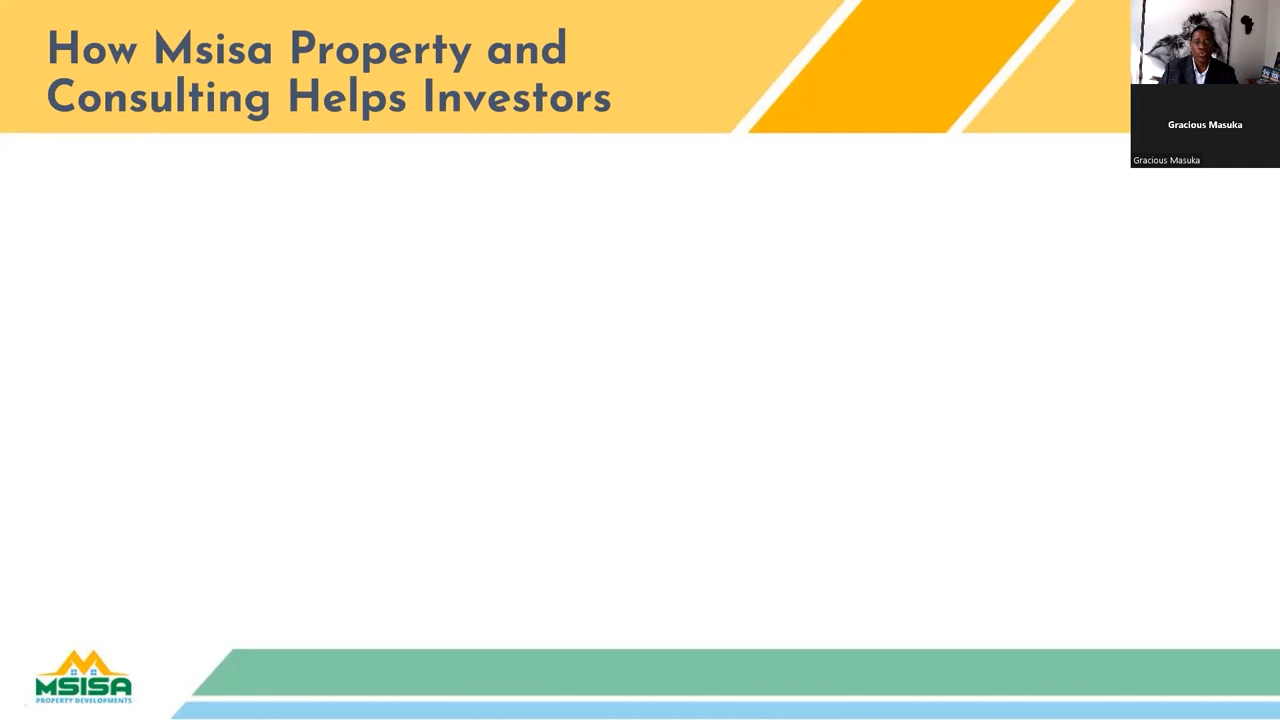 How Msisa Property and
Consulting Helps Investors
Gracious Masuka
Gracious Masuka
MSISA
PROPERTY DEVELOPMENTS